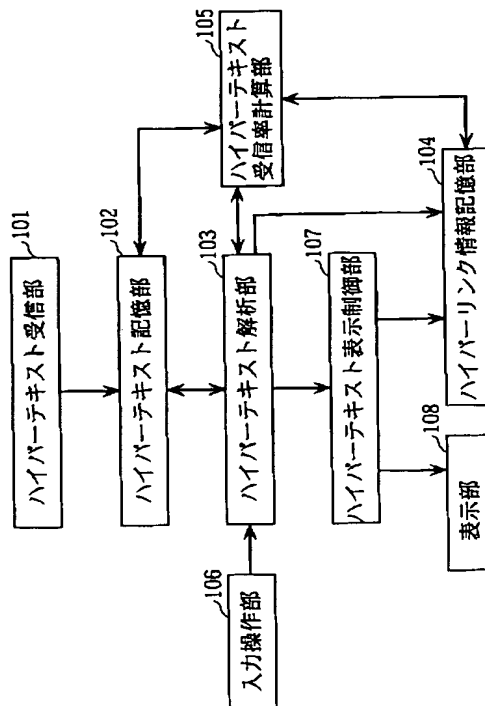 101
ハイパーテキスト受信部
102
ハイパーテキスト記憶部
105
ハイパーテキスト
受信率計算部
103
ハイパーテキスト解析部
106
入力操作部
107
ハイパーテキスト表示制御部
104
ハイパーリンク情報記憶部
108
表示部